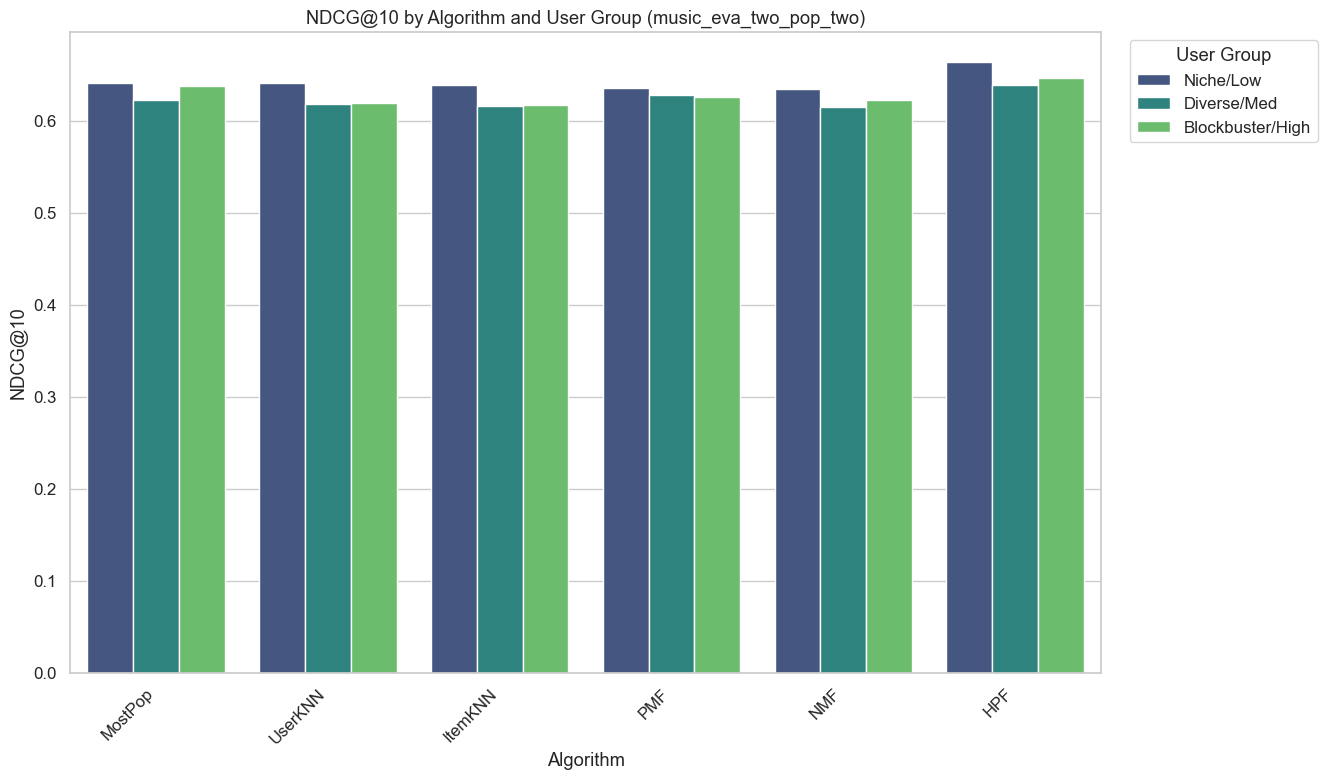 NDCG@10 by Algorithm and User Group (music_eva_two_pop_two)
User Group
Niche/Low
Diverse/Med
Blockbuster/High
NDCG@10
0.6
0.5
0.4
0.3
0.2
0.1
0.0
MostPop
UserKNN
ItemKNN
PMF
NMF
HPF
Algorithm